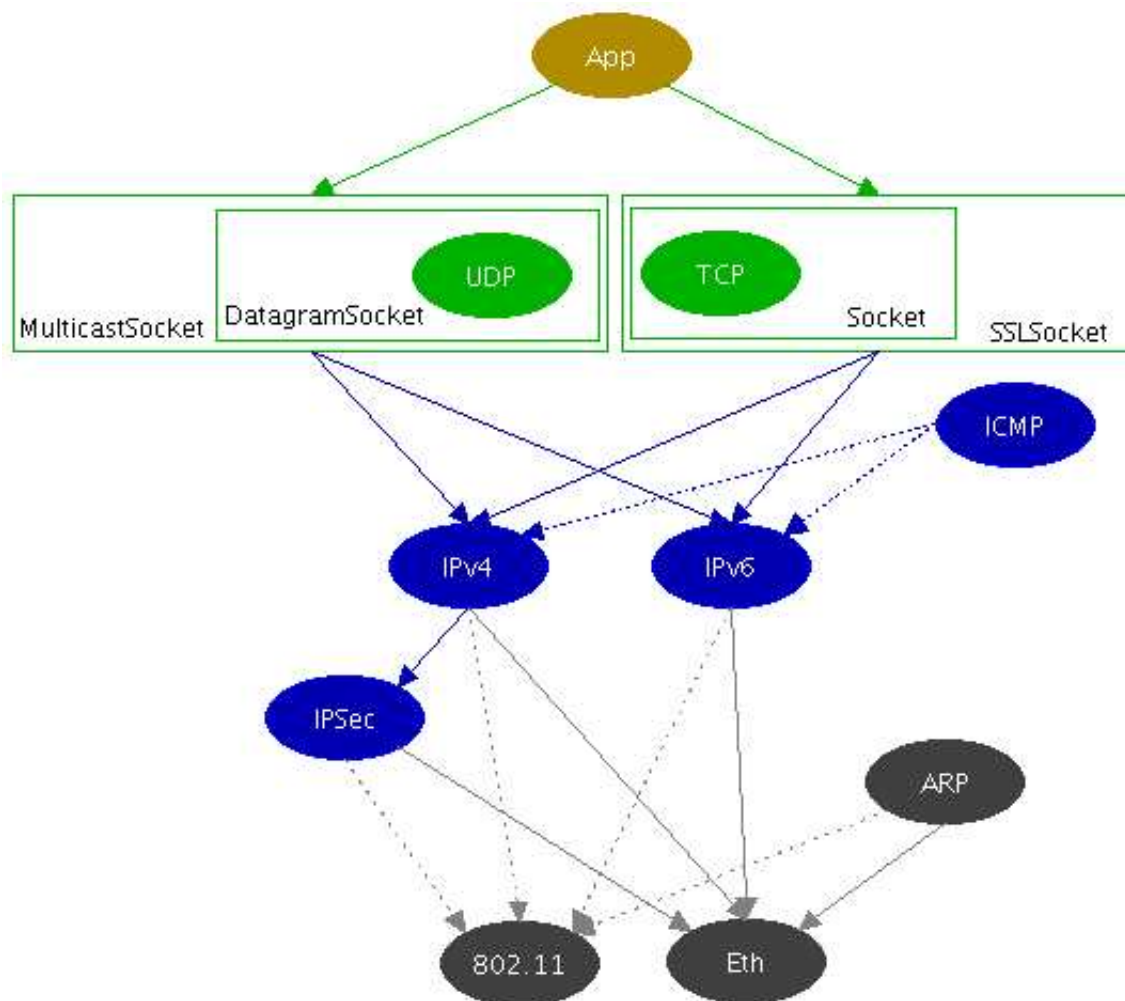 App
UDP
TCP
MulticastSocket
DatagramSocket
Socket
SSLSocket
ICMP
IPv4
IPv6
IPSec
ARP
802.11
Eth